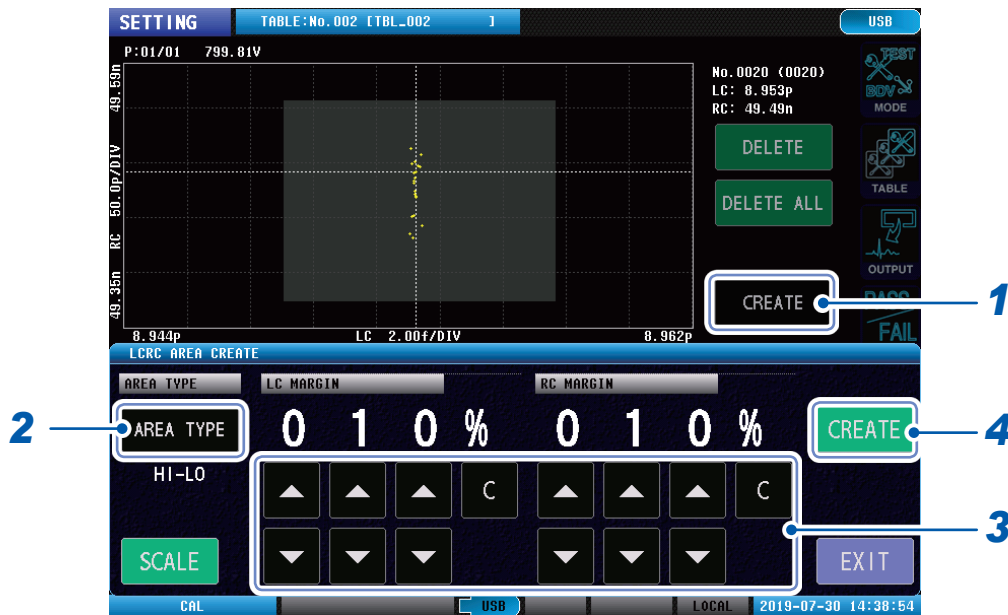 SETTING
TABLE:No.002 [TBL_002 ]
USB
P:01/01 799.81V
49.59n
50.0p/DIV
RC
49.35n
8.944p
LC 2.00f/DIV
8.962p
No.0020 (0020)
LC: 8.953p
RC: 49.49n
DELETE
DELETE ALL
CREATE
1
TEST
BDV
MODE
TABLE
OUTPUT
PASS
FAIL
LCRC AREA CREATE
AREA TYPE
LC MARGIN
RC MARGIN
2
AREA TYPE
0 1 0 %
0 1 0 %
CREATE
4
HI-LO
C
C
3
SCALE
EXIT
CAL
USB
LOCAL
2019-07-30 14:38:54